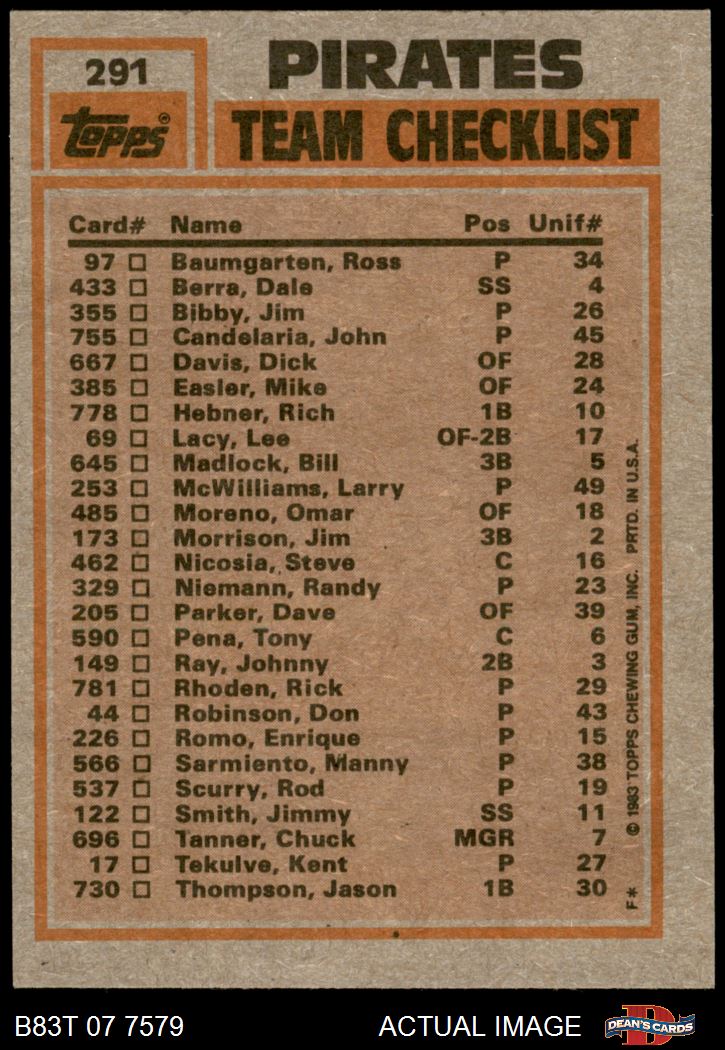 291
PIRATES
Topps®
TEAM CHECKLIST
Card# Name Pos Unif#
97 □ Baumgarten, Ross P 34
433 □ Berra, Dale SS 4
355 □ Bibby, Jim P 26
755 □ Candelaria, John P 45
667 □ Davis, Dick OF 28
385 □ Easler, Mike OF 24
778 □ Hebner, Rich 1B 10
69 □ Lacy, Lee OF-2B 17
645 □ Madlock, Bill 3B 5
253 □ McWilliams, Larry P 49
485 □ Moreno, Omar OF 18
173 □ Morrison, Jim 3B 2
462 □ Nicosia, Steve C 16
329 □ Niemann, Randy P 23
205 □ Parker, Dave OF 39
590 □ Pena, Tony C 6
149 □ Ray, Johnny 2B 3
781 □ Rhoden, Rick P 29
44 □ Robinson, Don P 43
226 □ Romo, Enrique P 15
566 □ Sarmiento, Manny P 38
537 □ Scurry, Rod P 19
122 □ Smith, Jimmy SS 11
696 □ Tanner, Chuck MGR 7
17 □ Tekulve, Kent P 27
730 □ Thompson, Jason 1B 30
F* © 1983 TOPPS CHEWING GUM, INC. PRTD. IN U.S.A.
B83T 07 7579 ACTUAL IMAGE
D
DEAN'S CARDS